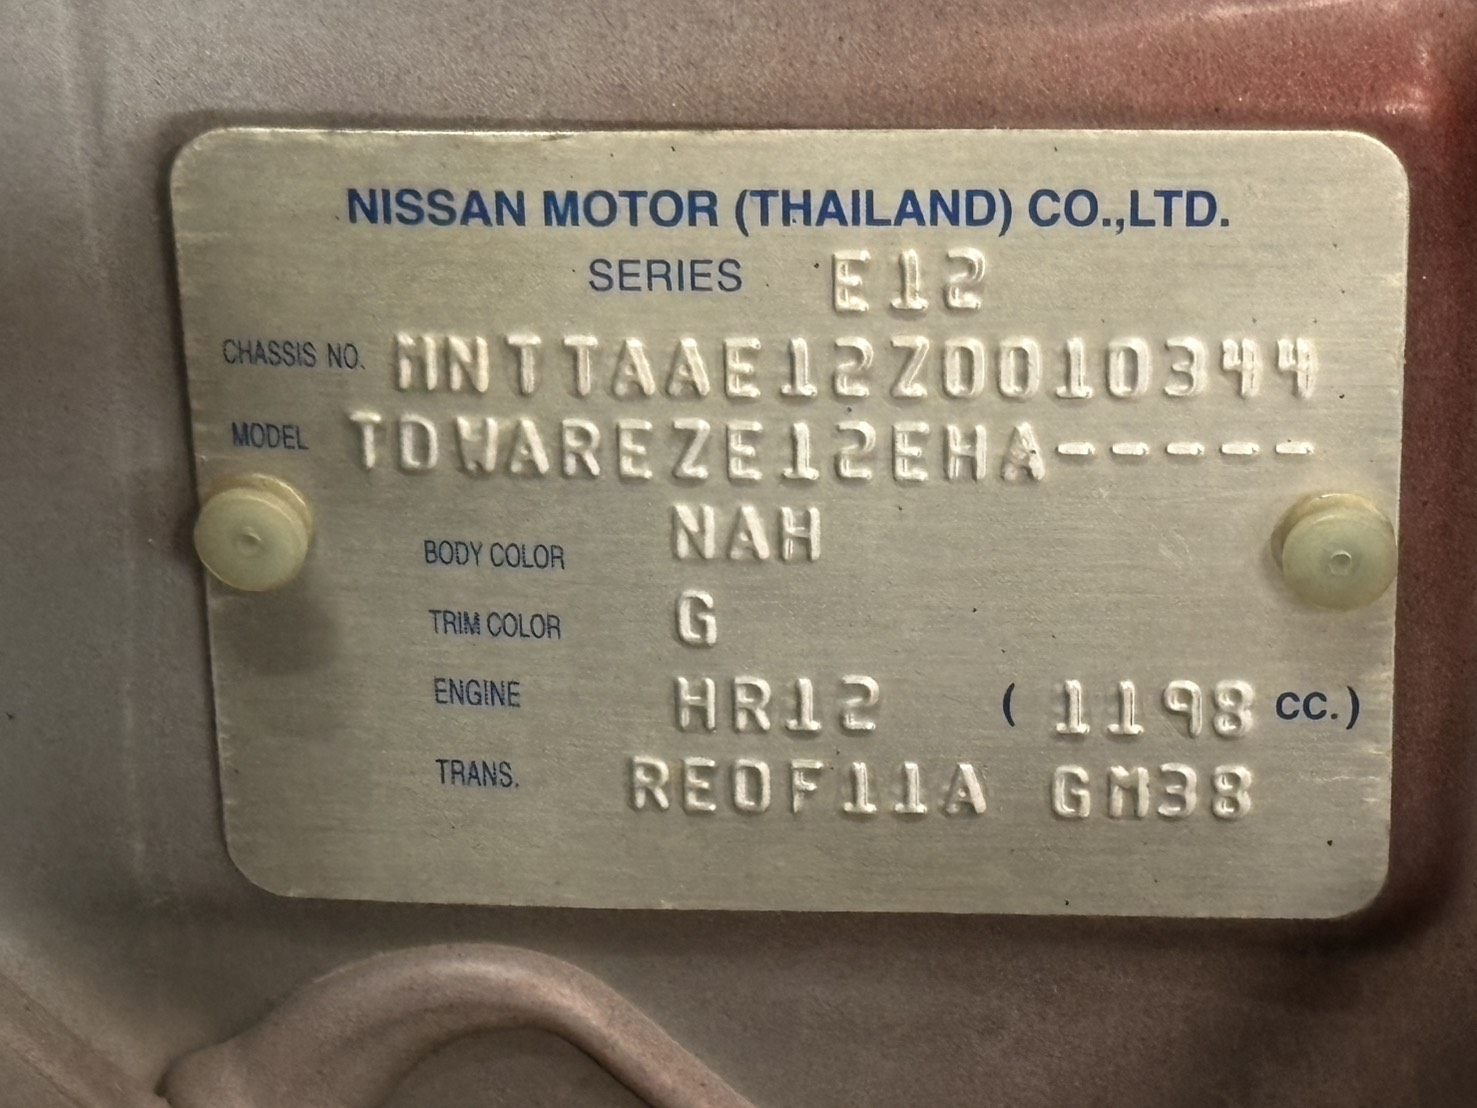 NISSAN MOTOR (THAILAND) CO.,LTD.
SERIES E12
CHASSIS NO. MNTTAAE12Z0010344
MODEL TDWAREZE12EHA-----
BODY COLOR NAH
TRIM COLOR G
ENGINE HR12 ( 1198 CC.)
TRANS. RE0F11A GM38